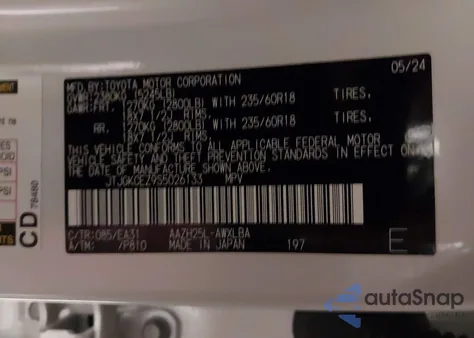 MFD. BY: TOYOTA MOTOR CORPORATION 05/24
GAWR FRT. 1270KG (2800LB) WITH 235/60R18 TIRES.
18X7 1/2J RIMS.
RR. 1270KG (2800LB) WITH 235/60R18 TIRES.
18X7 1/2J RIMS.
THIS VEHICLE CONFORMS TO ALL APPLICABLE FEDERAL MOTOR
VEHICLE SAFETY AND THEFT PREVENTION STANDARDS IN EFFECT ON
THE DATE OF MANUFACTURE SHOWN ABOVE.
MPV
C/TR: 085/EA31 AAZH25L-AWXLBA
A/TM: /P810 MADE IN JAPAN 197 E
CD
78480
autoSnap